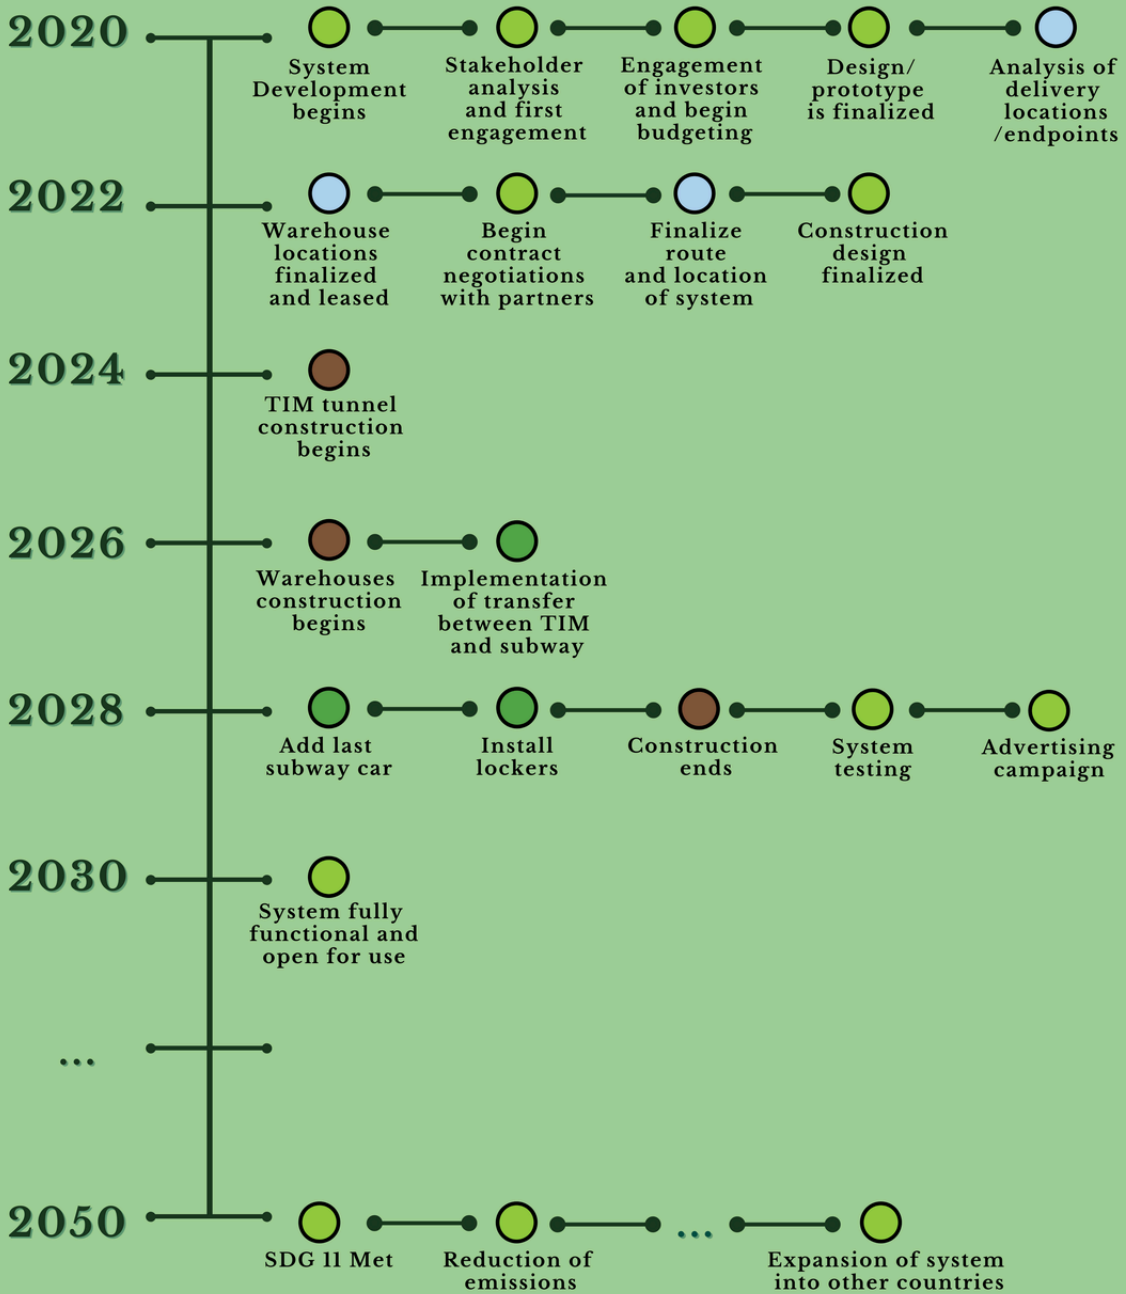 2020
System
Development
begins
Stakeholder
analysis
and first
engagement
Engagement
of investors
and begin
budgeting
Design/
prototype
is finalized
Analysis of
delivery
locations
/endpoints
2022
Warehouse
locations
finalized
and leased
Begin
contract
negotiations
with partners
Finalize
route
and location
of system
Construction
design
finalized
2024
TIM tunnel
construction
begins
2026
Warehouses
construction
begins
Implementation
of transfer
between TIM
and subway
2028
Add last
subway car
Install
lockers
Construction
ends
System
testing
Advertising
campaign
2030
System fully
functional and
open for use
...
2050
SDG 11 Met
Reduction of
emissions
...
Expansion of system
into other countries